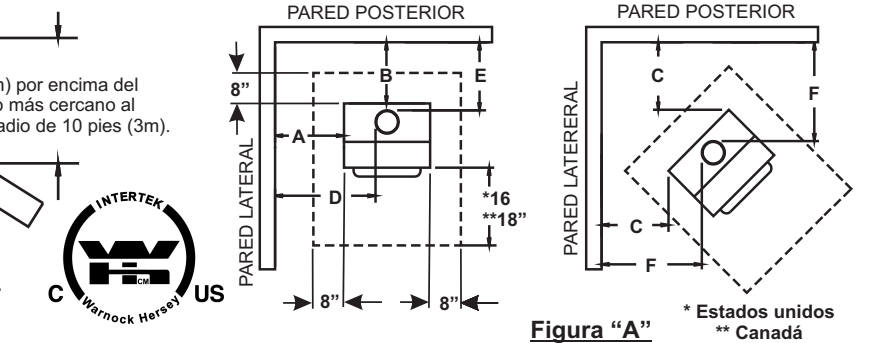 ) por encima del
más cercano al
adio de 10 pies (3m).
INTERTEK
CM
C
US
Warnock Hersey
PARED POSTERIOR
PARED LATERAL
8”
A
B
E
D
*16
**18”
8”
8”
PARED POSTERIOR
PARED LATERERAL
C
F
C
F
Figura “A”
* Estados unidos
** Canadá